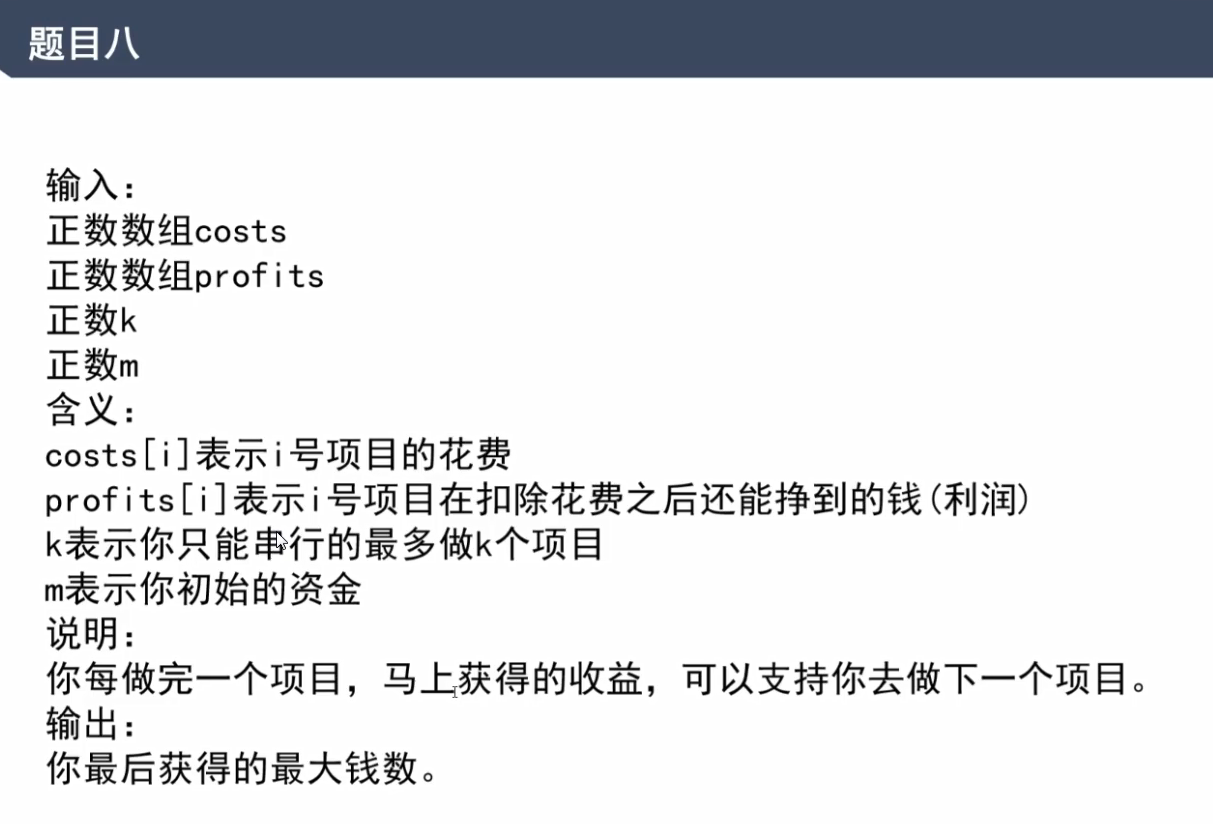 题目八
输入：
正数数组costs
正数数组profits
正数k
正数m
含义：
costs[i]表示i号项目的花费
profits[i]表示i号项目在扣除花费之后还能挣到的钱(利润)
k表示你只能串行的最多做k个项目
m表示你初始的资金
说明：
你每做完一个项目，马上获得的收益，可以支持你去做下一个项目。
输出：
你最后获得的最大钱数。